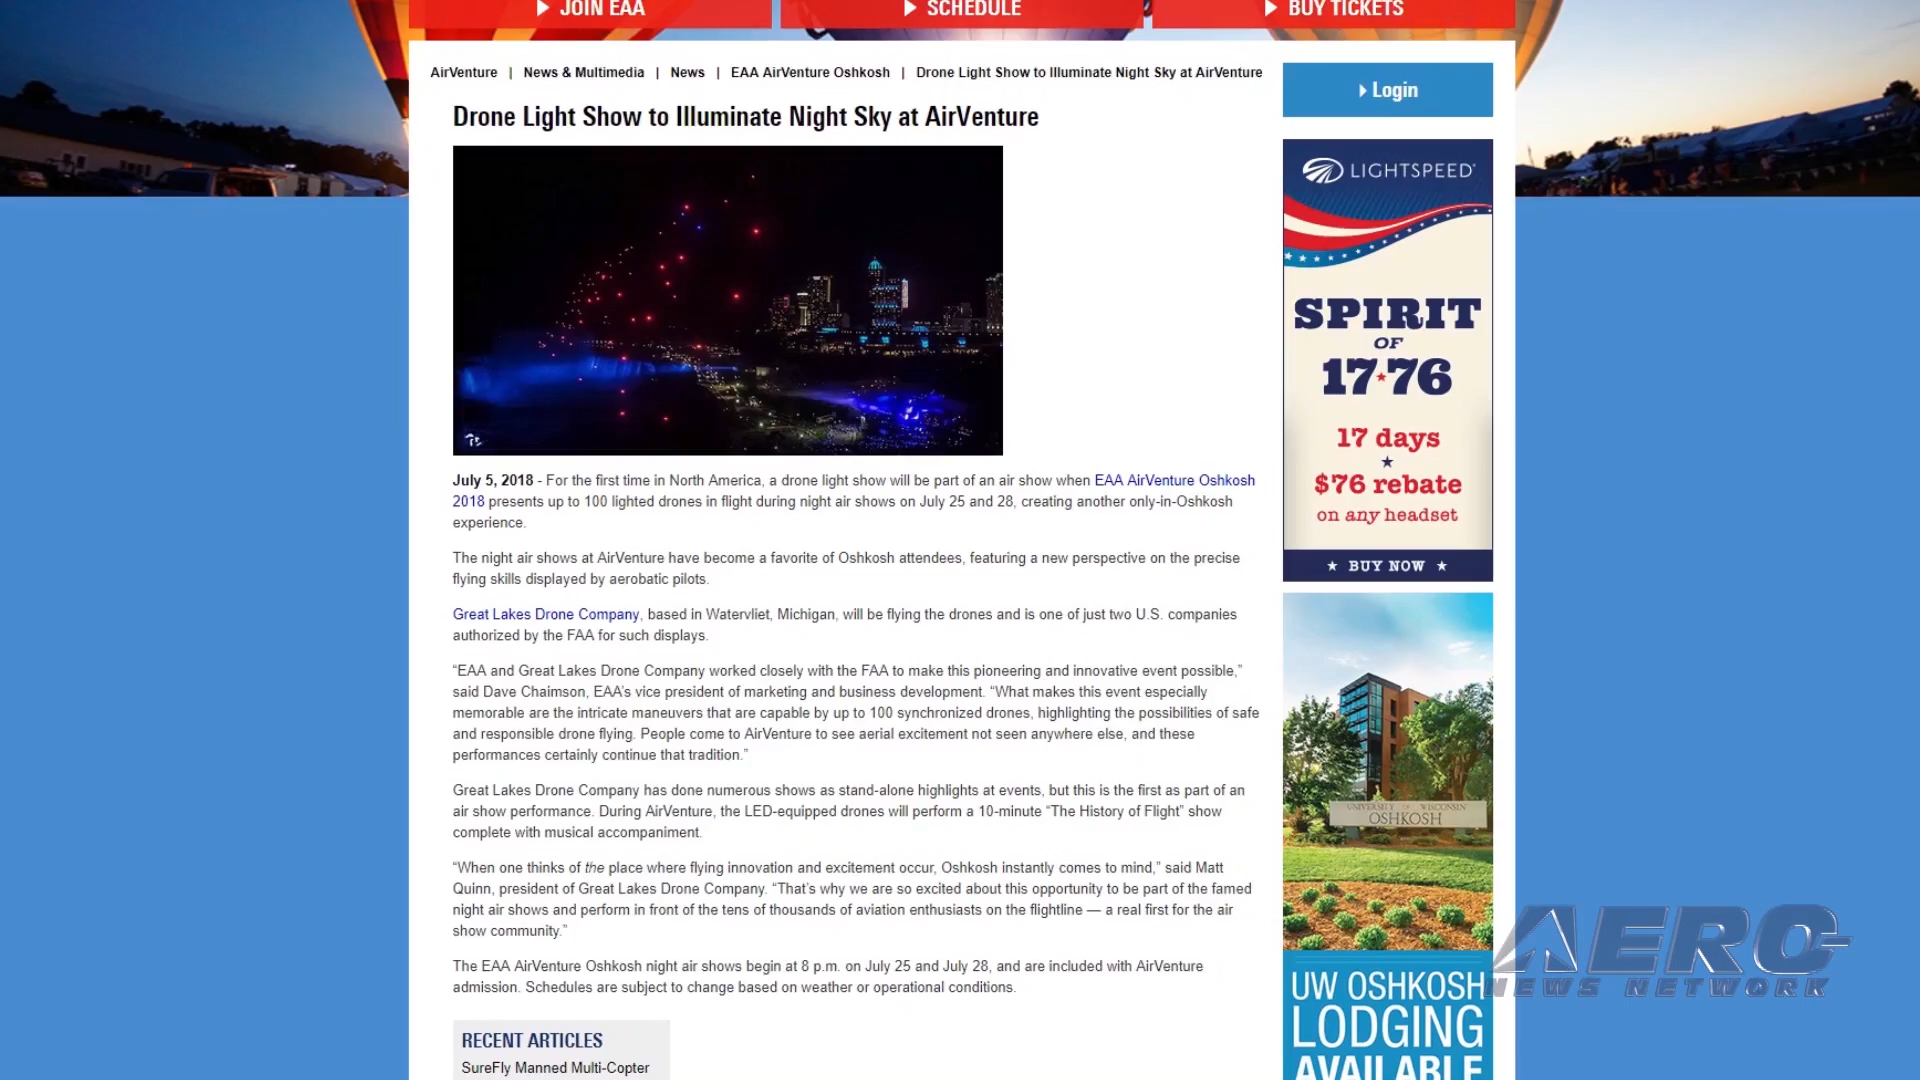 JOIN EAA
SCHEDULE
BUY TICKETS
AirVenture | News & Multimedia | News | EAA AirVenture Oshkosh | Drone Light Show to Illuminate Night Sky at AirVenture
Login
Drone Light Show to Illuminate Night Sky at AirVenture
July 5, 2018 - For the first time in North America, a drone light show will be part of an air show when EAA AirVenture Oshkosh
2018 presents up to 100 lighted drones in flight during night air shows on July 25 and 28, creating another only-in-Oshkosh
experience.
The night air shows at AirVenture have become a favorite of Oshkosh attendees, featuring a new perspective on the precise
flying skills displayed by aerobatic pilots.
Great Lakes Drone Company, based in Watervliet, Michigan, will be flying the drones and is one of just two U.S. companies
authorized by the FAA for such displays.
“EAA and Great Lakes Drone Company worked closely with the FAA to make this pioneering and innovative event possible,”
said Dave Chaimson, EAA’s vice president of marketing and business development. “What makes this event especially
memorable are the intricate maneuvers that are capable by up to 100 synchronized drones, highlighting the possibilities of safe
and responsible drone flying. People come to AirVenture to see aerial excitement not seen anywhere else, and these
performances certainly continue that tradition.”
Great Lakes Drone Company has done numerous shows as stand-alone highlights at events, but this is the first as part of an
air show performance. During AirVenture, the LED-equipped drones will perform a 10-minute “The History of Flight” show
complete with musical accompaniment.
“When one thinks of the place where flying innovation and excitement occur, Oshkosh instantly comes to mind,” said Matt
Quinn, president of Great Lakes Drone Company. “That’s why we are so excited about this opportunity to be part of the famed
night air shows and perform in front of the tens of thousands of aviation enthusiasts on the flightline — a real first for the air
show community.”
The EAA AirVenture Oshkosh night air shows begin at 8 p.m. on July 25 and July 28, and are included with AirVenture
admission. Schedules are subject to change based on weather or operational conditions.
RECENT ARTICLES
SureFly Manned Multi-Copter
LIGHTSPEED
SPIRIT
OF
17★76
17 days
★
$76 rebate
on any headset
★ BUY NOW ★
UNIVERSITY OF WISCONSIN
OSHKOSH
UW OSHKOSH
LODGING
AVAILABLE
AERO
NEWS NETWORK